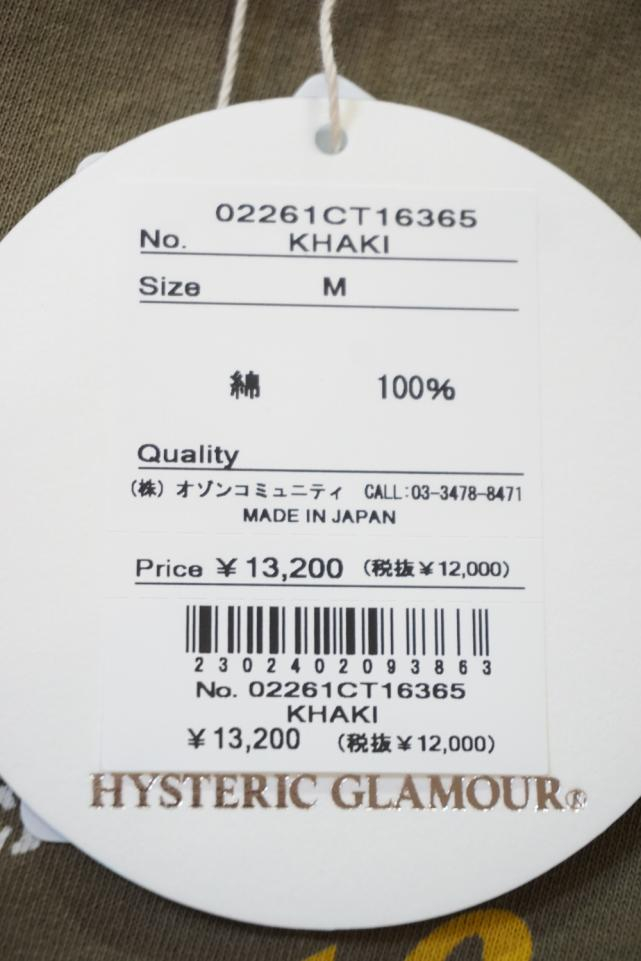 02261CT16365
No. KHAKI
Size M
綿 100%
Quality
(株) オゾンコミュニティ CALL:03-3478-8471
MADE IN JAPAN
Price ¥13,200 (税抜¥12,000)
2302402093863
No. 02261CT16365
KHAKI
¥13,200 (税抜¥12,000)
HYSTERIC GLAMOUR®